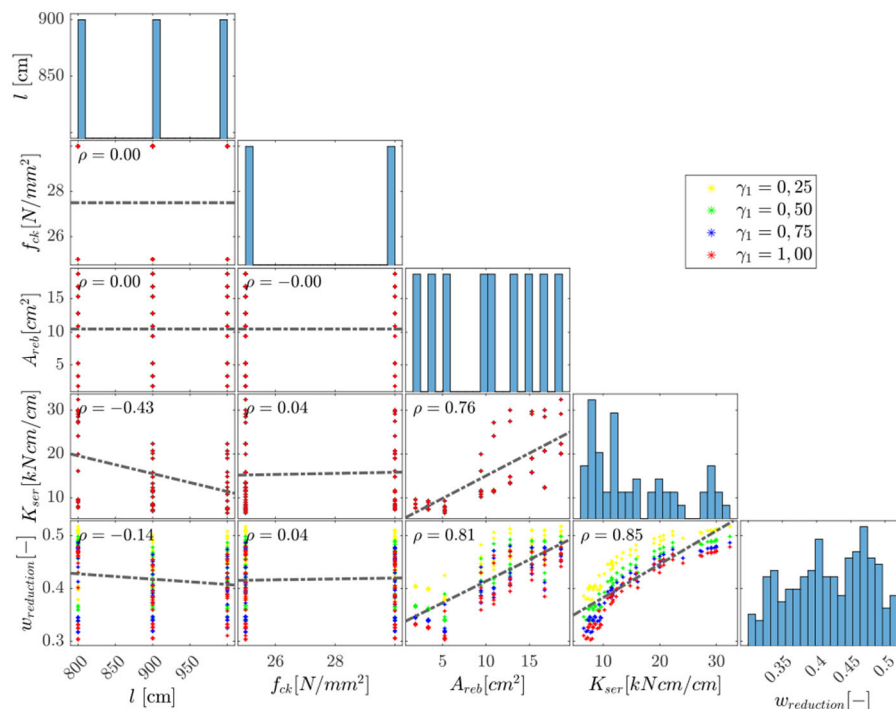 900
850
l [cm]
ρ = 0.00
28
26
f_ck[N/mm²]
γ₁ = 0,25
γ₁ = 0,50
γ₁ = 0,75
γ₁ = 1,00
ρ = 0.00
ρ = −0.00
15
10
5
A_reb[cm²]
ρ = −0.43
ρ = 0.04
ρ = 0.76
30
25
20
15
10
K_ser[kNcm/cm]
ρ = −0.14
ρ = 0.04
ρ = 0.81
ρ = 0.85
0.5
0.4
0.3
w_reduction[−]
800 850 900 950
26 28
5 10 15
10 20 30
0.35 0.4 0.45 0.5
l [cm]
f_ck[N/mm²]
A_reb[cm²]
K_ser[kNcm/cm]
w_reduction[−]